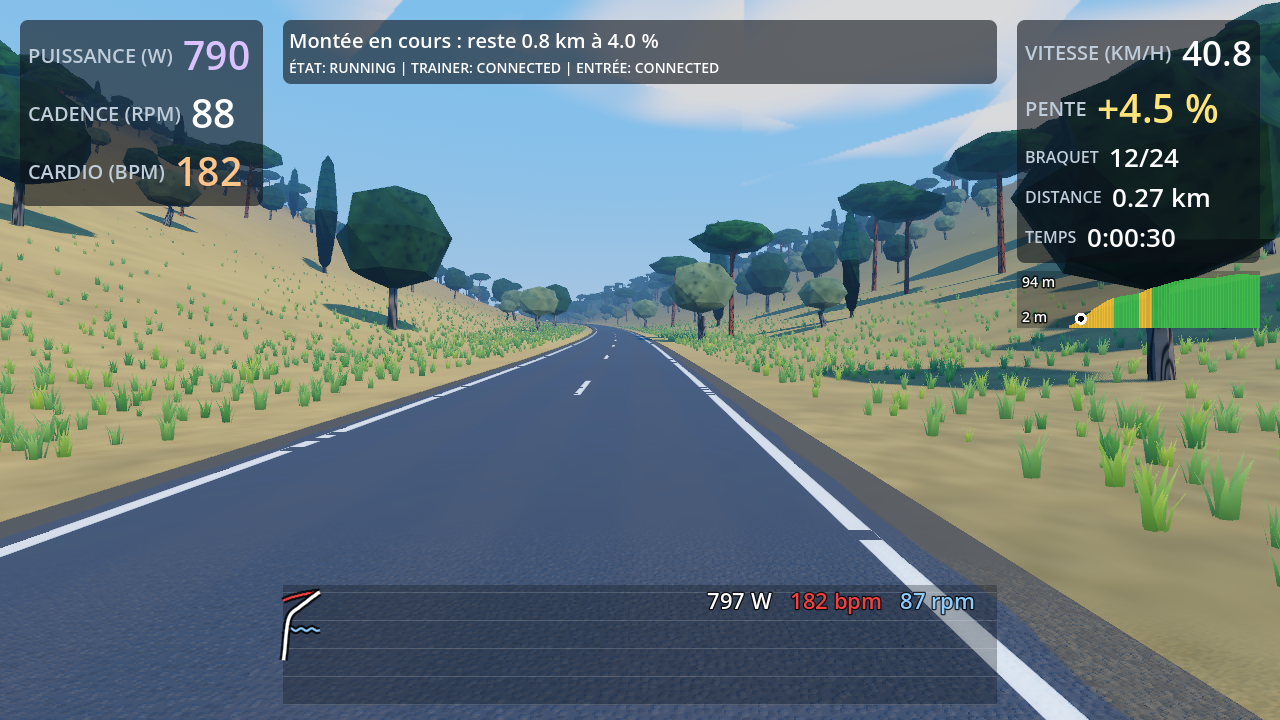 PUISSANCE (W) 790
CADENCE (RPM) 88
CARDIO (BPM) 182
Montée en cours : reste 0.8 km à 4.0 %
ÉTAT: RUNNING | TRAINER: CONNECTED | ENTRÉE: CONNECTED
VITESSE (KM/H) 40.8
PENTE +4.5 %
BRAQUET 12/24
DISTANCE 0.27 km
TEMPS 0:00:30
94 m
2 m
797 W 182 bpm 87 rpm